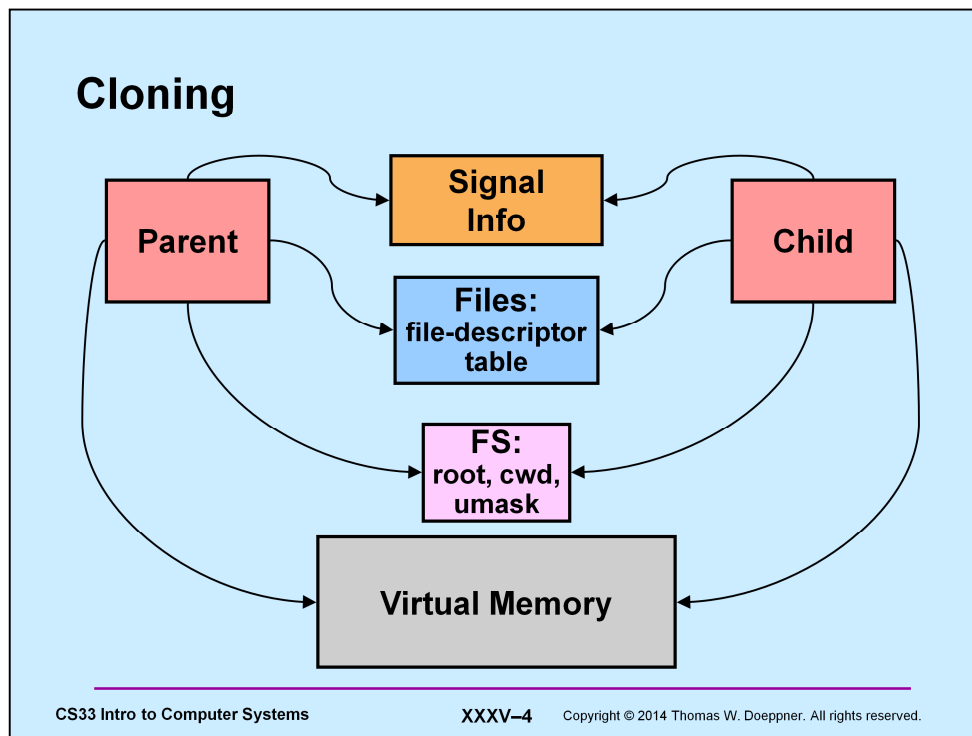 Cloning
Signal
Info
Parent
Child
Files:
file-descriptor
table
FS:
root, cwd,
umask
Virtual Memory
CS33 Intro to Computer Systems
XXXV–4
Copyright © 2014 Thomas W. Doeppner. All rights reserved.